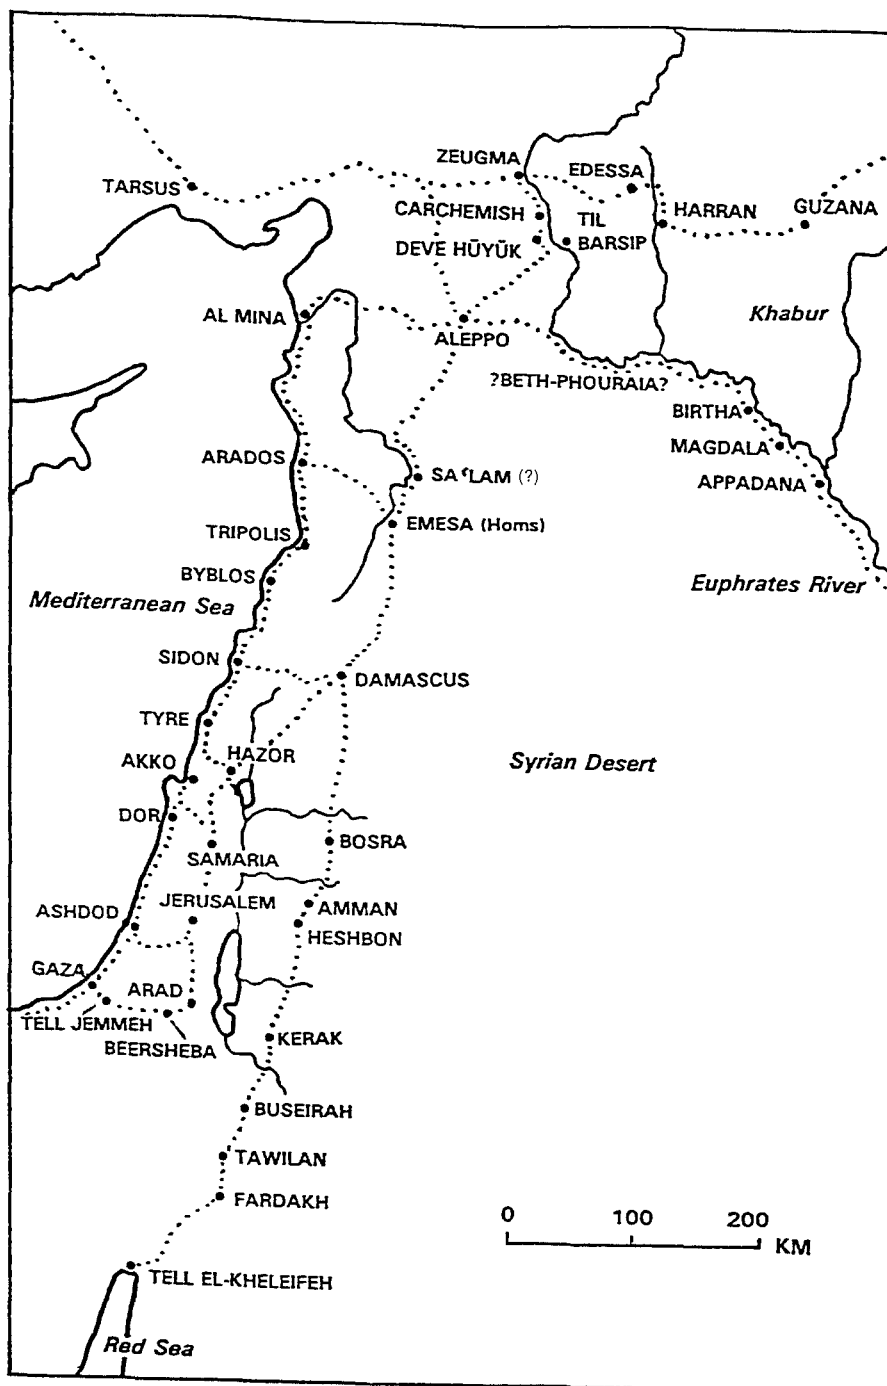 ZEUGMA
EDESSA
TARSUS
CARCHEMISH
TIL
BARSIP
HARRAN
GUZANA
DEVE HŪYŪK
AL MINA
Khabur
ALEPPO
?BETH-PHOURAIA?
BIRTHA
MAGDALA
ARADOS
SAʿLAM (?)
APPADANA
TRIPOLIS
EMESA (Homs)
BYBLOS
Euphrates River
Mediterranean Sea
SIDON
DAMASCUS
TYRE
HAZOR
AKKO
Syrian Desert
DOR
BOSRA
SAMARIA
JERUSALEM
ASHDOD
AMMAN
HESHBON
GAZA
ARAD
TELL JEMMEH
BEERSHEBA
KERAK
BUSEIRAH
TAWILAN
FARDAKH
0 100 200
KM
TELL EL-KHELEIFEH
Red Sea